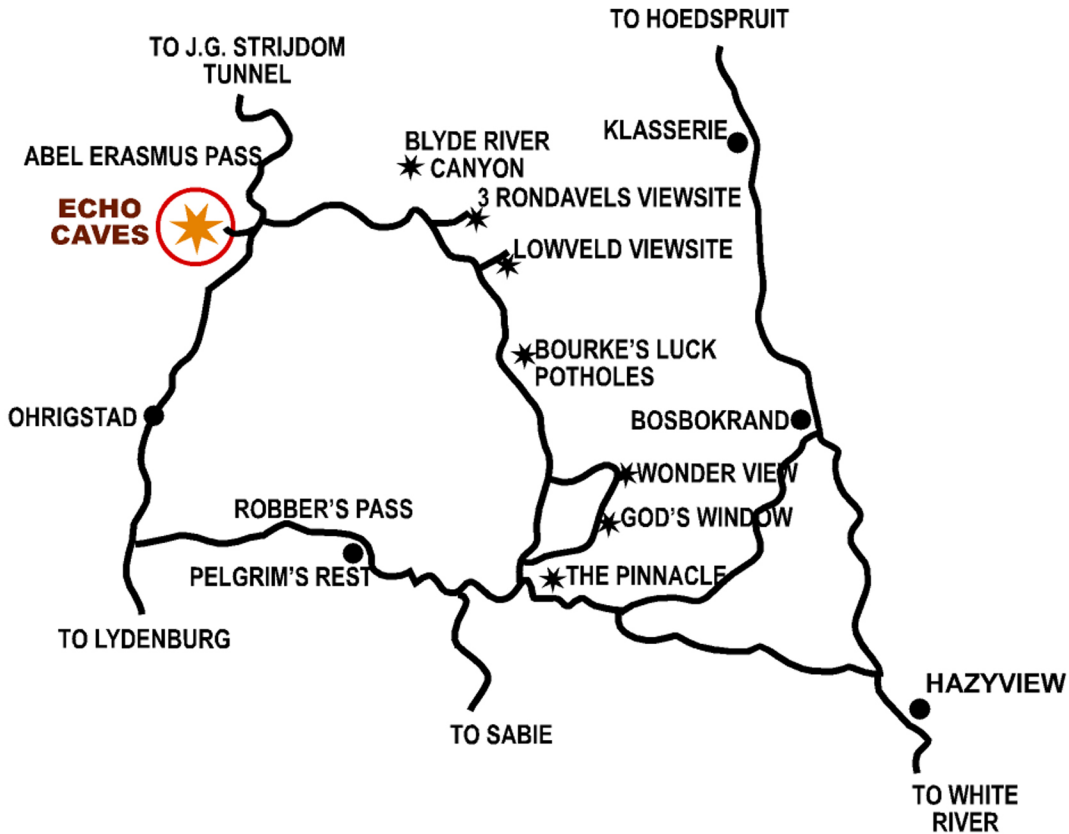 TO HOEDSPRUIT
TO J.G. STRIJDOM
TUNNEL
KLASSERIE
BLYDE RIVER
CANYON
ABEL ERASMUS PASS
3 RONDAVELS VIEWSITE
ECHO
CAVES
LOWVELD VIEWSITE
BOURKE'S LUCK
POTHOLES
OHRIGSTAD
BOSBOKRAND
WONDER VIEW
ROBBER'S PASS
GOD'S WINDOW
PELGRIM'S REST
THE PINNACLE
TO LYDENBURG
HAZYVIEW
TO SABIE
TO WHITE
RIVER